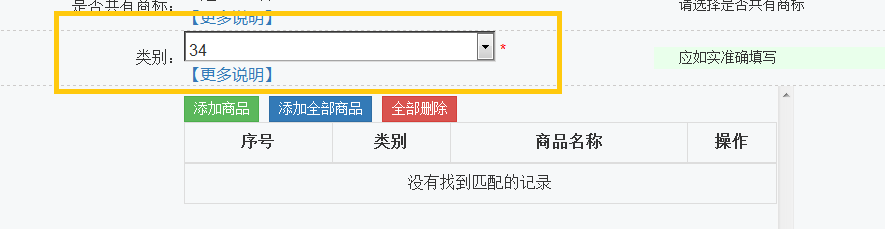 是否共有商标：
【更多说明】
请选择是否共有商标
类别：
34
*
应如实准确填写
【更多说明】
添加商品 添加全部商品 全部删除
序号 类别 商品名称 操作
没有找到匹配的记录